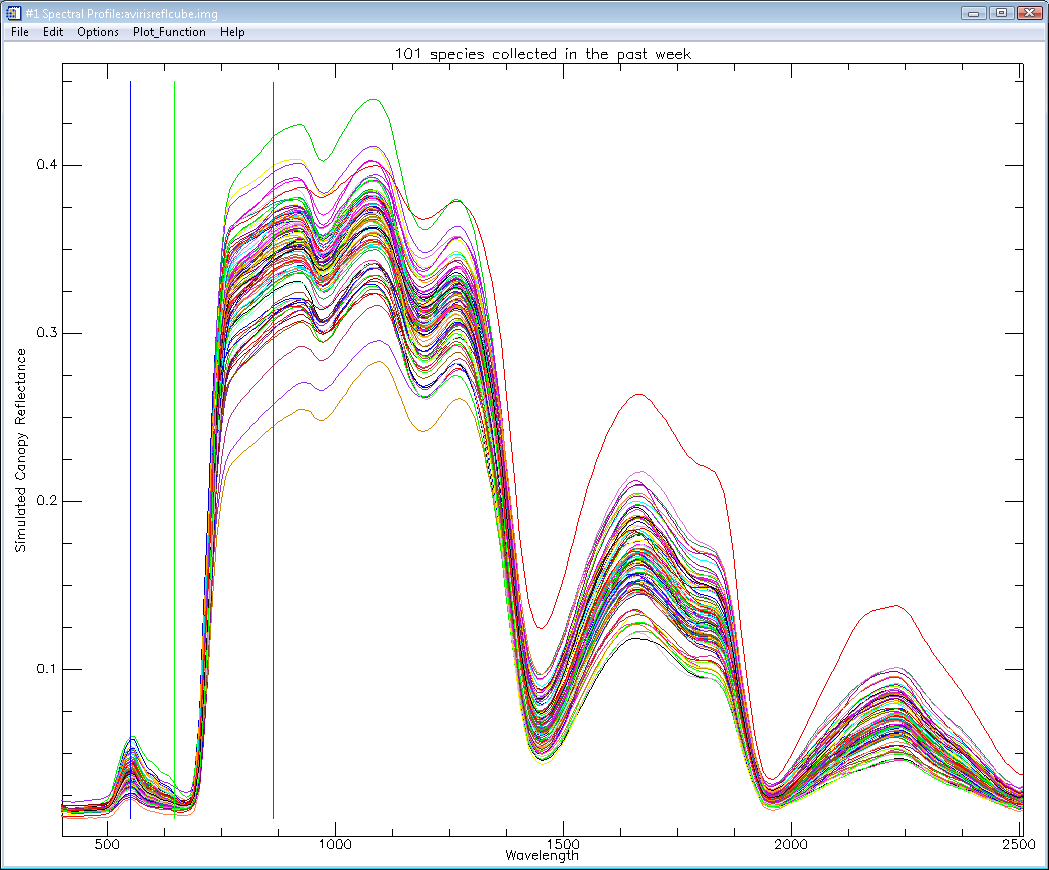 #1 Spectral Profile:avirisreflcube.img
File Edit Options Plot_Function Help
101 species collected in the past week
0.4
0.3
0.2
0.1
Simulated Canopy Reflectance
500 1000 1500 2000 2500
Wavelength